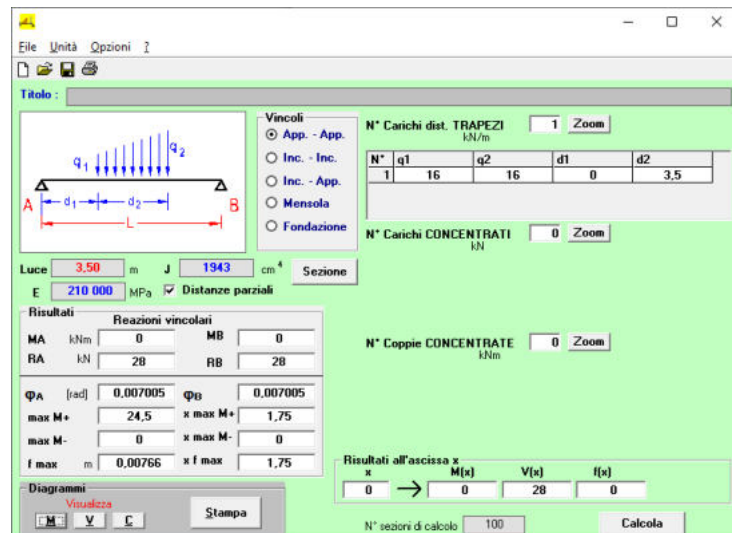 File Unità Opzioni ?
Titolo :
q1 q2
A d1 d2 B
L
Vincoli
App. - App.
Inc. - Inc.
Inc. - App.
Mensola
Fondazione
N° Carichi dist. TRAPEZI 1 Zoom
kN/m
N° q1 q2 d1 d2
1 16 16 0 3,5
N° Carichi CONCENTRATI 0 Zoom
kN
Luce 3,50 m J 1943 cm 4 Sezione
E 210 000 MPa Distanze parziali
Risultati
Reazioni vincolari
MA kNm 0 MB 0
RA kN 28 RB 28
φA [rad] 0,007005 φB 0,007005
max M+ 24,5 x max M+ 1,75
max M- 0 x max M- 0
f max m 0,00766 x f max 1,75
N° Coppie CONCENTRATE 0 Zoom
kNm
Risultati all'ascissa x
x M(x) V(x) f(x)
0 0 28 0
Diagrammi
Visualizza
M V C Stampa
N° sezioni di calcolo 100 Calcola